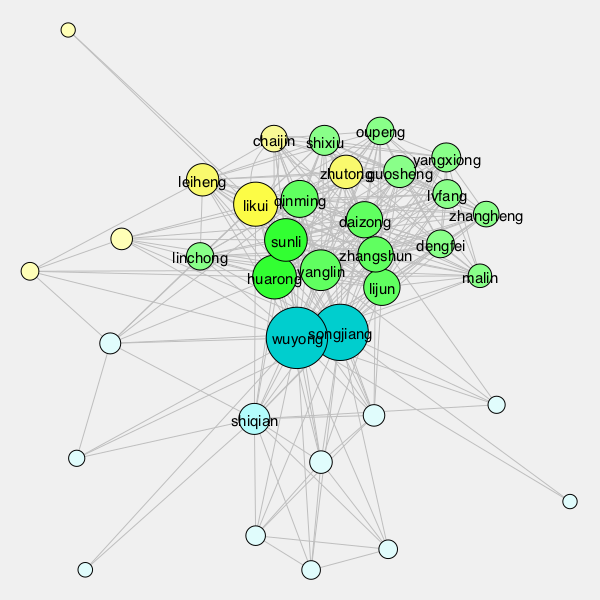 oupeng
chaijin
shixiu
yangxiong
zhutong
guosheng
leiheng
lvfang
qinming
likui
zhangheng
daizong
sunli
dengfei
linchong
zhangshun
yanglin
huarong
malin
lijun
songjiang
wuyong
shiqian